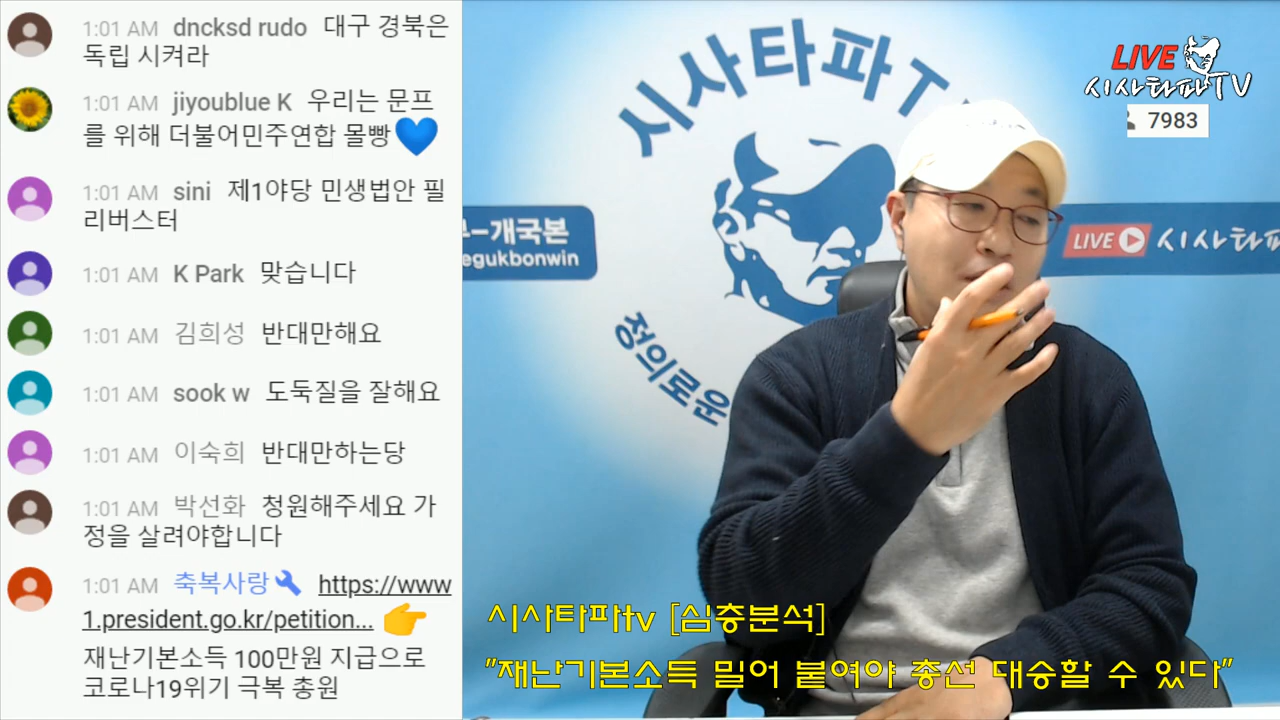 1:01 AM dncksd rudo 대구 경북은
독립 시켜라
1:01 AM jiyoublue K 우리는 문프
를 위해 더불어민주연합 몰빵💙
1:01 AM sini 제1야당 민생법안 필
리버스터
1:01 AM K Park 맞습니다
1:01 AM 김희성 반대만해요
1:01 AM sook w 도둑질을 잘해요
1:01 AM 이숙희 반대만하는당
1:01 AM 박선화 청원해주세요 가
정을 살려야합니다
1:01 AM 축복사랑🔧 https://www
1.president.go.kr/petition... 👉
재난기본소득 100만원 지급으로
코로나19위기 극복 총원
시사타파T
-개국본
egukbonwin
정의로운
LIVE
시사타파TV
7983
LIVE 시사타파
시사타파tv [심층분석]
"재난기본소득 밀어 붙여야 총선 대승할 수 있다"